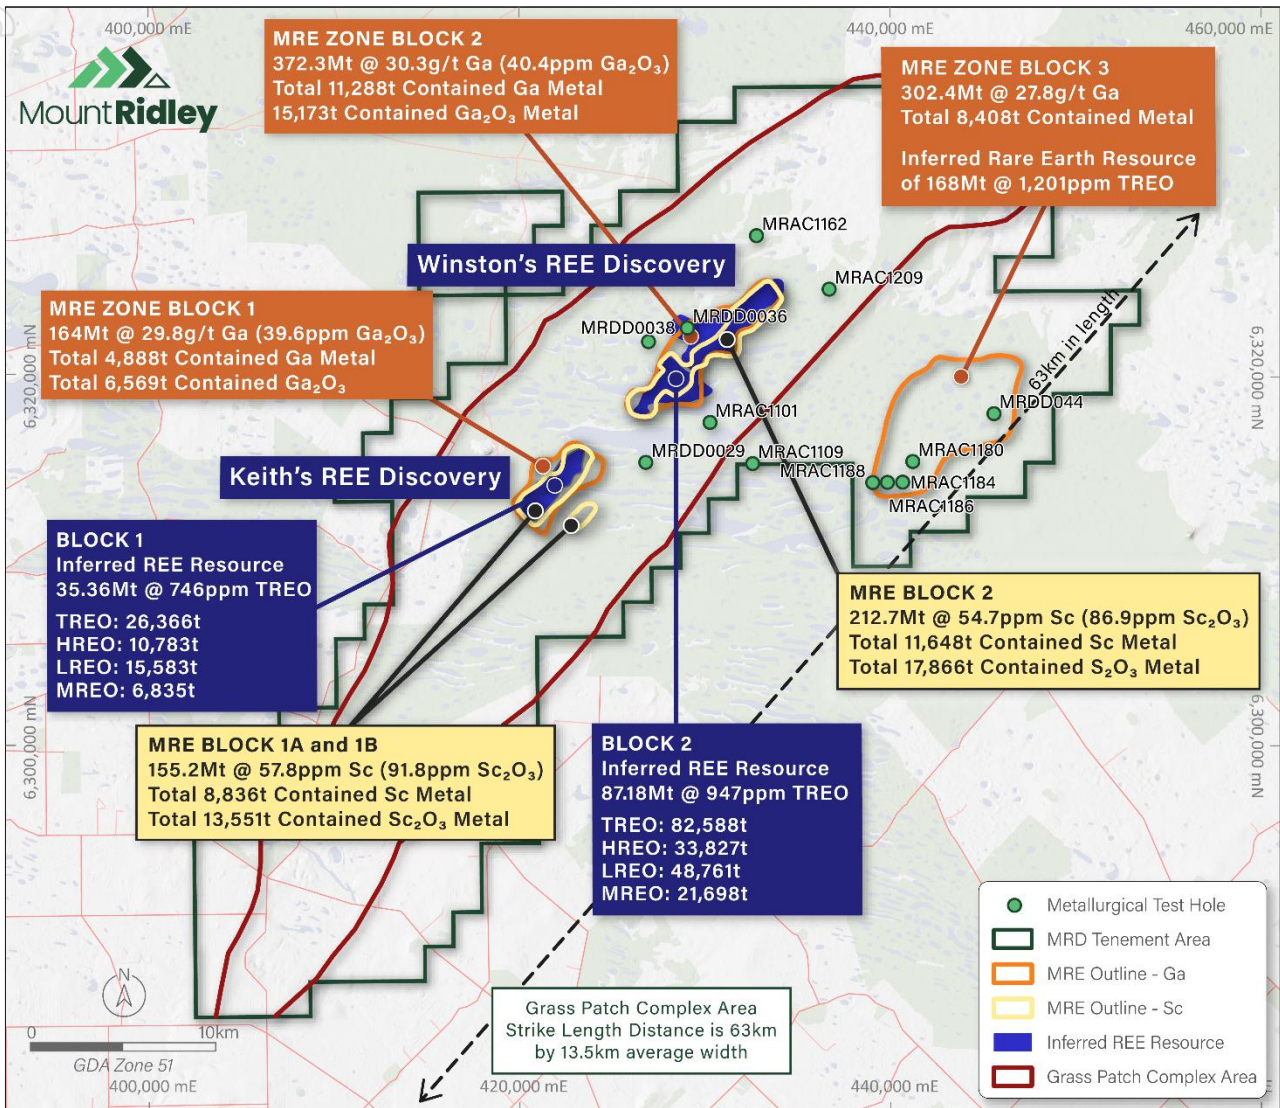 400,000 mE
440,000 mE
460,000 mE
MountRidley
MRE ZONE BLOCK 2
372.3Mt @ 30.3g/t Ga (40.4ppm Ga₂O₃)
Total 11,288t Contained Ga Metal
15,173t Contained Ga₂O₃ Metal
MRE ZONE BLOCK 3
302.4Mt @ 27.8g/t Ga
Total 8,408t Contained Metal
Inferred Rare Earth Resource
of 168Mt @ 1,201ppm TREO
MRAC1162
Winston's REE Discovery
MRAC1209
MRE ZONE BLOCK 1
164Mt @ 29.8g/t Ga (39.6ppm Ga₂O₃)
Total 4,888t Contained Ga Metal
Total 6,569t Contained Ga₂O₃
MRDD0038
MRDD0036
63km in length
6,320,000 mN
6,320,000 mN
MRDD044
MRAC1101
MRDD0029
MRAC1109
MRAC1180
MRAC1188
MRAC1184
MRAC1186
Keith's REE Discovery
BLOCK 1
Inferred REE Resource
35.36Mt @ 746ppm TREO
TREO: 26,366t
HREO: 10,783t
LREO: 15,583t
MREO: 6,835t
MRE BLOCK 2
212.7Mt @ 54.7ppm Sc (86.9ppm Sc₂O₃)
Total 11,648t Contained Sc Metal
Total 17,866t Contained S₂O₃ Metal
6,300,000 mN
6,300,000 mN
MRE BLOCK 1A and 1B
155.2Mt @ 57.8ppm Sc (91.8ppm Sc₂O₃)
Total 8,836t Contained Sc Metal
Total 13,551t Contained Sc₂O₃ Metal
BLOCK 2
Inferred REE Resource
87.18Mt @ 947ppm TREO
TREO: 82,588t
HREO: 33,827t
LREO: 48,761t
MREO: 21,698t
Metallurgical Test Hole
MRD Tenement Area
MRE Outline - Ga
MRE Outline - Sc
Inferred REE Resource
Grass Patch Complex Area
N
0 10km
GDA Zone 51
Grass Patch Complex Area
Strike Length Distance is 63km
by 13.5km average width
400,000 mE
420,000 mE
440,000 mE